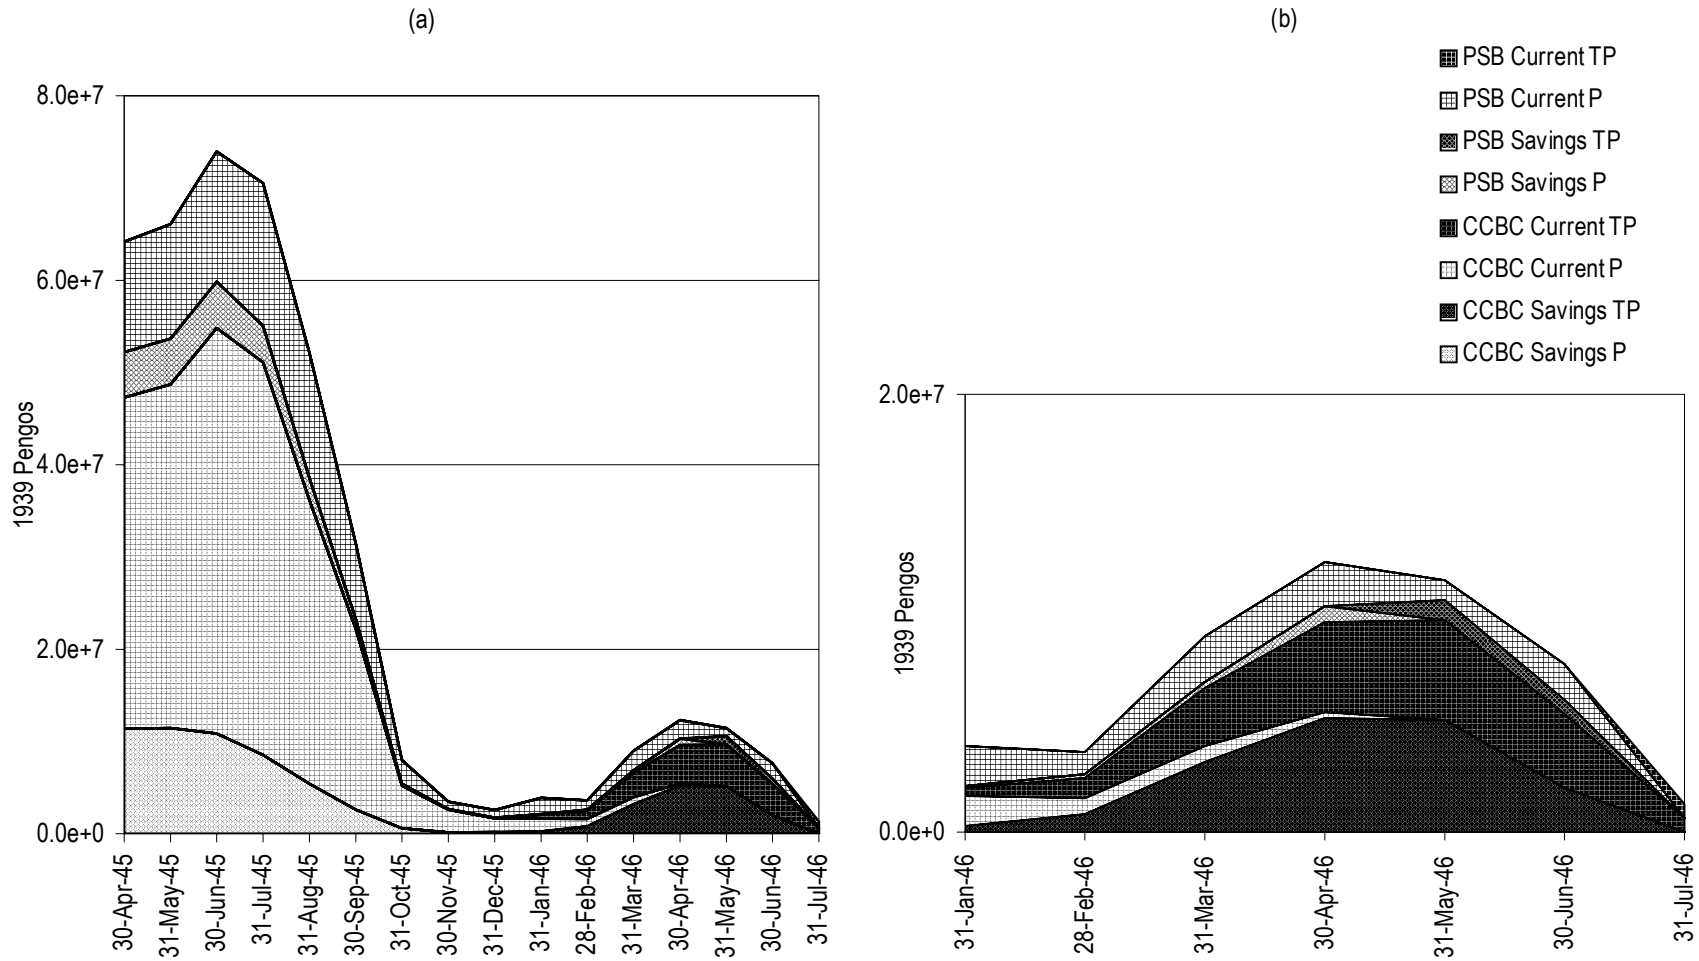 (a)
8.0e+7
6.0e+7
4.0e+7
2.0e+7
0.0e+0
1939 Pengos
30-Apr-45
31-May-45
30-Jun-45
31-Jul-45
31-Aug-45
30-Sep-45
31-Oct-45
30-Nov-45
31-Dec-45
31-Jan-46
28-Feb-46
31-Mar-46
30-Apr-46
31-May-46
30-Jun-46
31-Jul-46
(b)
PSB Current TP
PSB Current P
PSB Savings TP
PSB Savings P
CCBC Current TP
CCBC Current P
CCBC Savings TP
CCBC Savings P
2.0e+7
0.0e+0
1939 Pengos
31-Jan-46
28-Feb-46
31-Mar-46
30-Apr-46
31-May-46
30-Jun-46
31-Jul-46